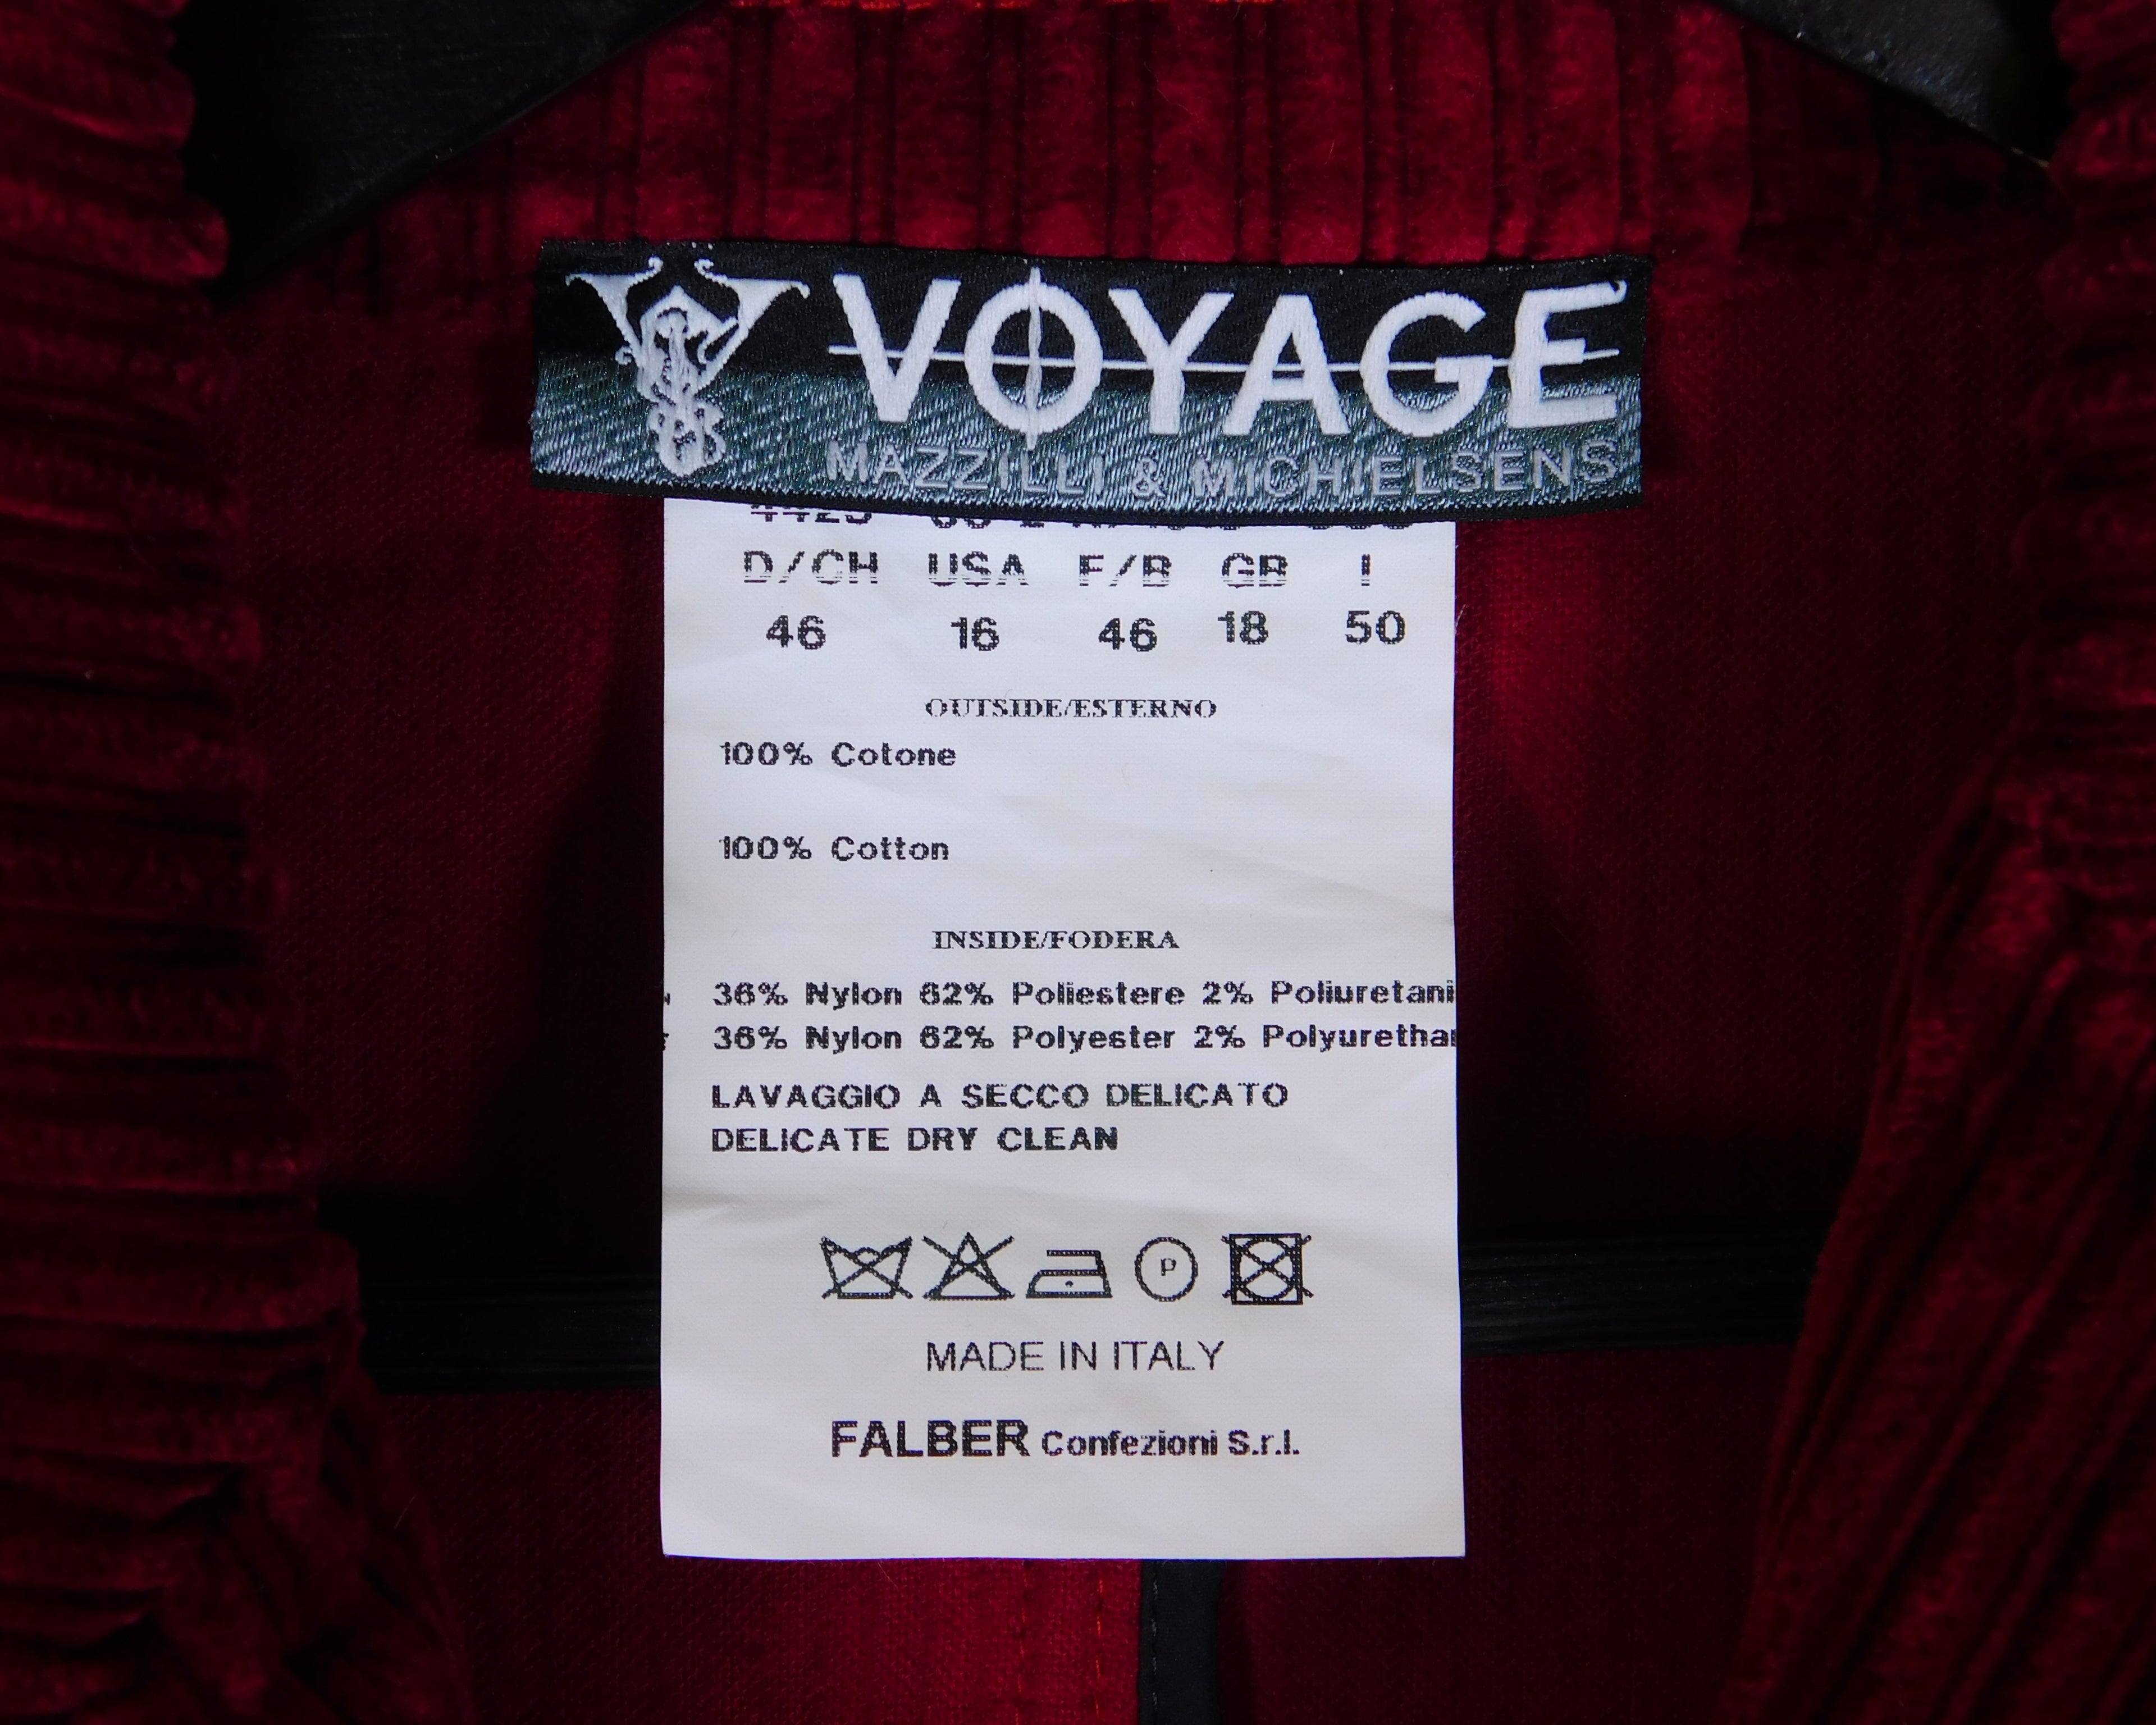 VOYAGE
MAZZILLI & MICHIELSENS
D/CH USA F/B GB I
46 16 46 18 50
OUTSIDE/ESTERNO
100% Cotone
100% Cotton
INSIDE/FODERA
36% Nylon 62% Poliestere 2% Poliuretani
36% Nylon 62% Polyester 2% Polyurethan
LAVAGGIO A SECCO DELICATO
DELICATE DRY CLEAN
P
MADE IN ITALY
FALBER Confezioni S.r.l.